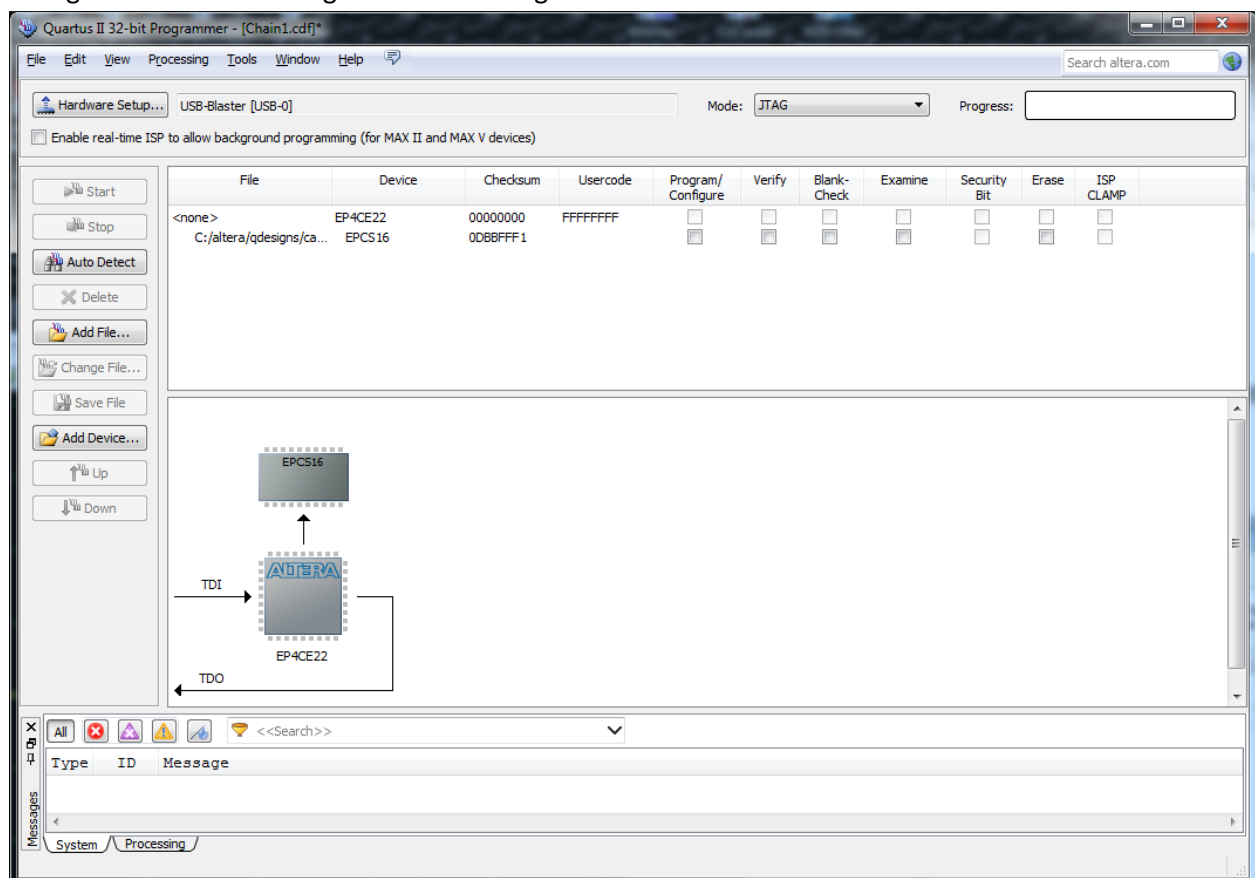 Quartus II 32-bit Programmer - [Chain1.cdf]*
File Edit View Processing Tools Window Help
Search altera.com
Hardware Setup... USB-Blaster [USB-0] Mode: JTAG Progress:
Enable real-time ISP to allow background programming (for MAX II and MAX V devices)
Start
Stop
Auto Detect
Delete
Add File...
Change File...
Save File
Add Device...
Up
Down
File Device Checksum Usercode Program/ Configure Verify Blank- Check Examine Security Bit Erase ISP CLAMP
<none> EP4CE22 00000000 FFFFFFFF
C:/altera/qdesigns/ca... EPCS16 0DBBFFF1
EPCS16
ALTERA
TDI
EP4CE22
TDO
All <<Search>>
Type ID Message
Messages
System Processing